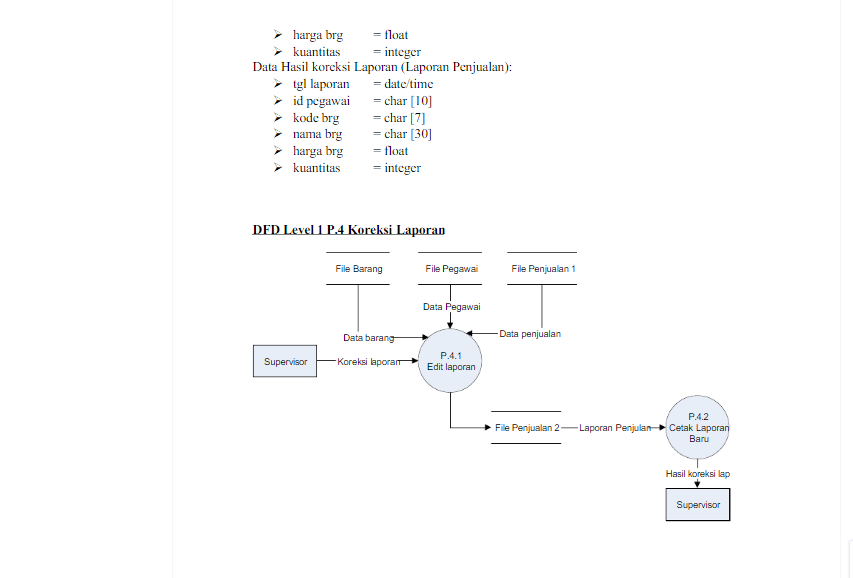 ➢ harga brg = float
➢ kuantitas = integer
Data Hasil koreksi Laporan (Laporan Penjualan):
➢ tgl laporan = date/time
➢ id pegawai = char [10]
➢ kode brg = char [7]
➢ nama brg = char [30]
➢ harga brg = float
➢ kuantitas = integer
DFD Level 1 P.4 Koreksi Laporan
File Barang
File Pegawai
File Penjualan 1
Data Pegawai
Data barang
Data penjualan
Supervisor
Koreksi laporan
P.4.1
Edit laporan
File Penjualan 2
Laporan Penjulan
P.4.2
Cetak Laporan
Baru
Hasil koreksi lap
Supervisor